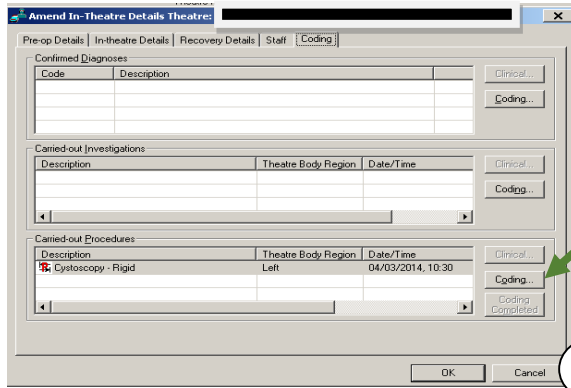 Amend In-Theatre Details Theatre:
Pre-op Details In-theatre Details Recovery Details Staff Coding
Confirmed Diagnoses
Code Description
Clinical...
Coding...
Carried-out Investigations
Description Theatre Body Region Date/Time
Clinical...
Coding...
Carried-out Procedures
Description Theatre Body Region Date/Time
Clinical...
Cystoscopy - Rigid Left 04/03/2014, 10:30
Coding...
Coding
Completed
OK Cancel